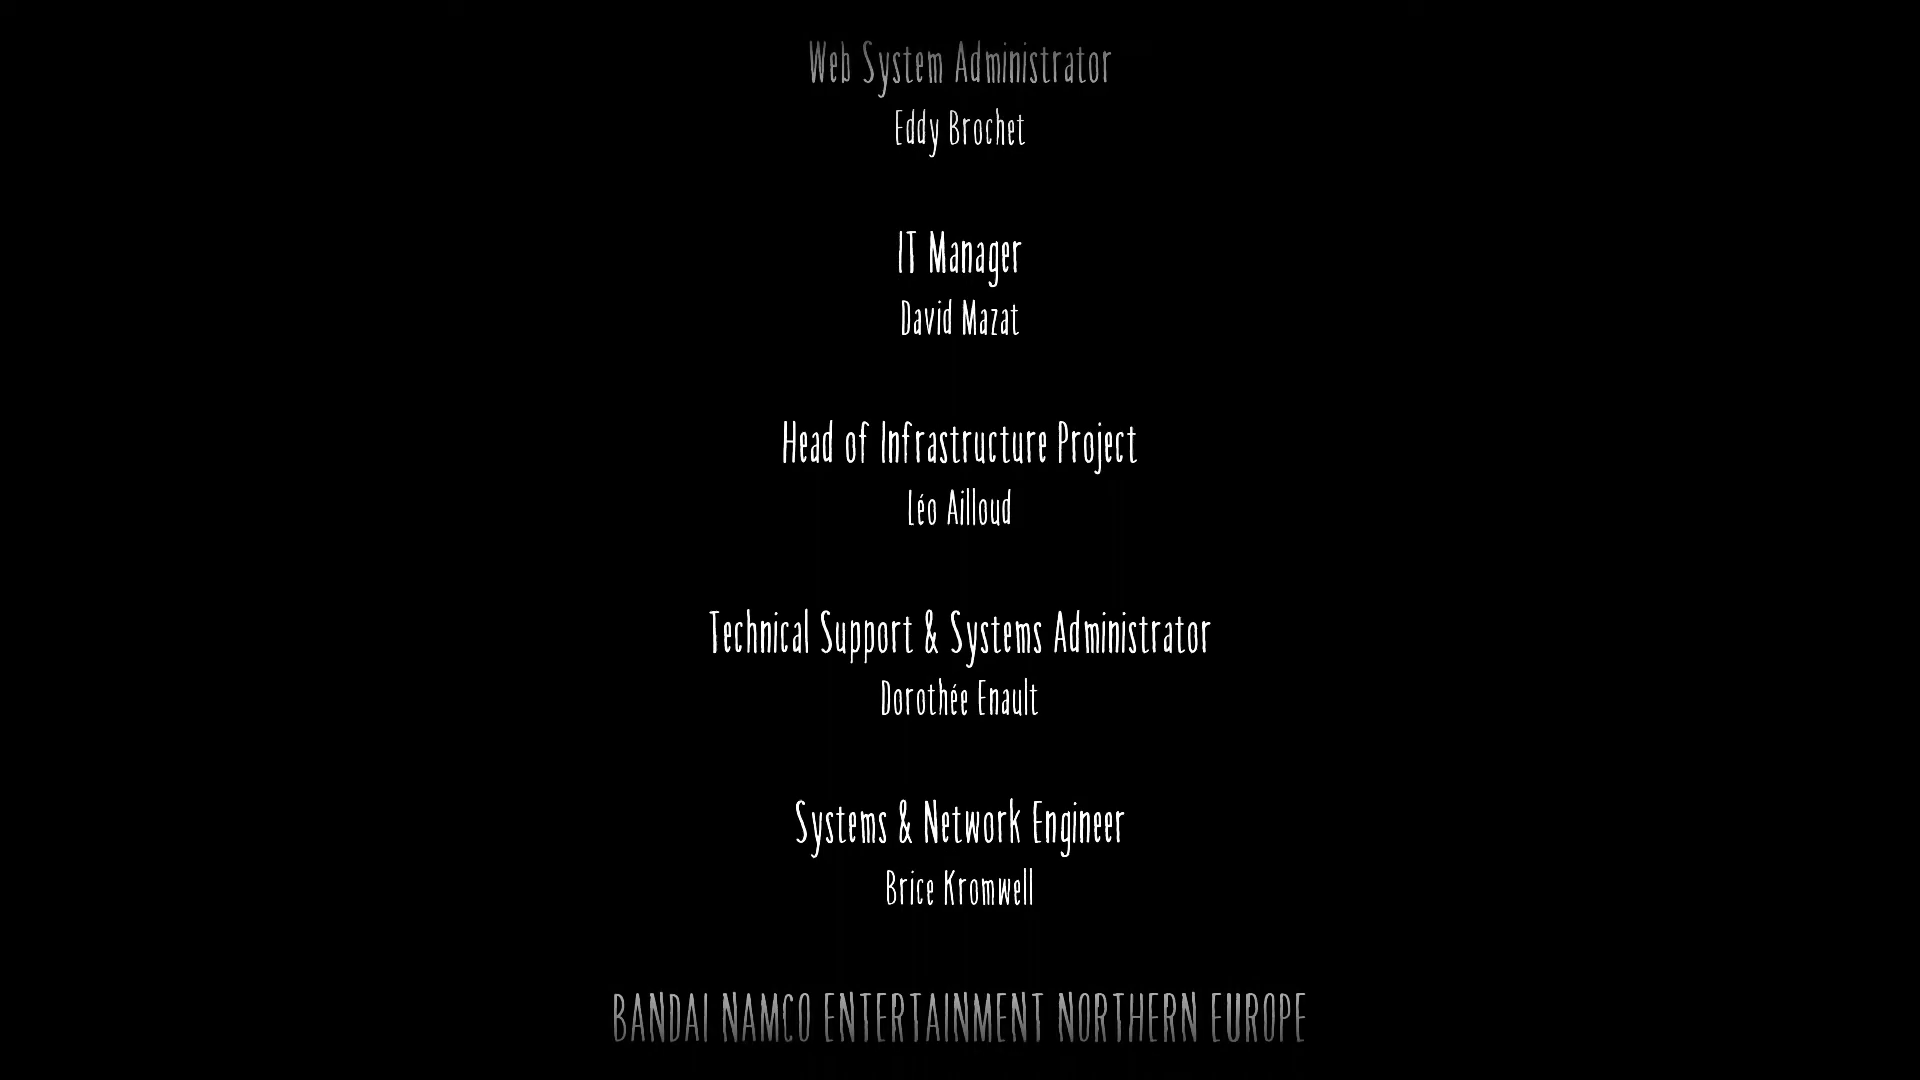 Web System Administrator
Eddy Brochet
IT Manager
David Mazat
Head of Infrastructure Project
Léo Ailloud
Technical Support & Systems Administrator
Dorothée Enault
Systems & Network Engineer
Brice Kromwell
BANDAI NAMCO ENTERTAINMENT NORTHERN EUROPE